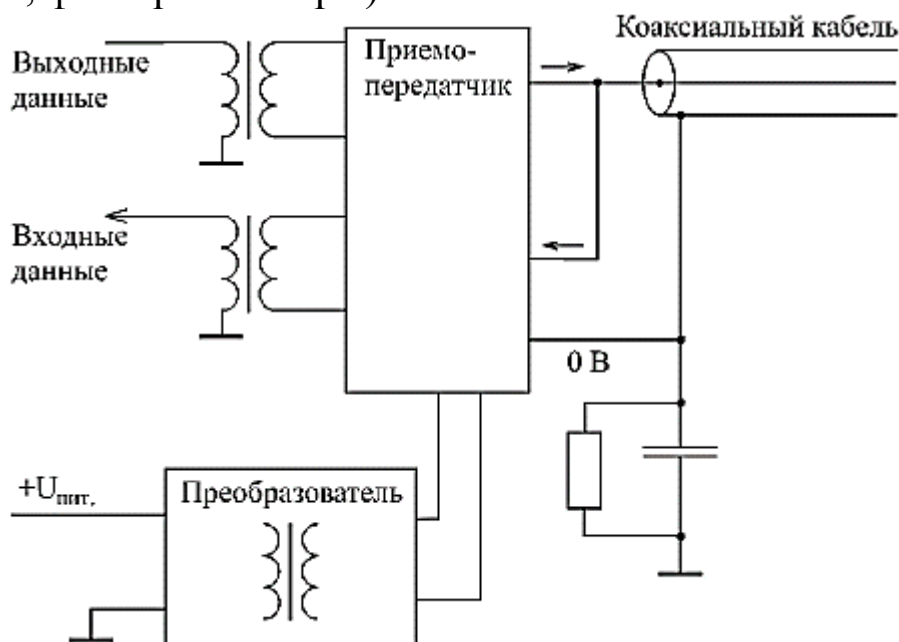 Коаксиальный кабель
Приемо-
передатчик
Выходные
данные
Входные
данные
0 В
+Uпит.
Преобразователь